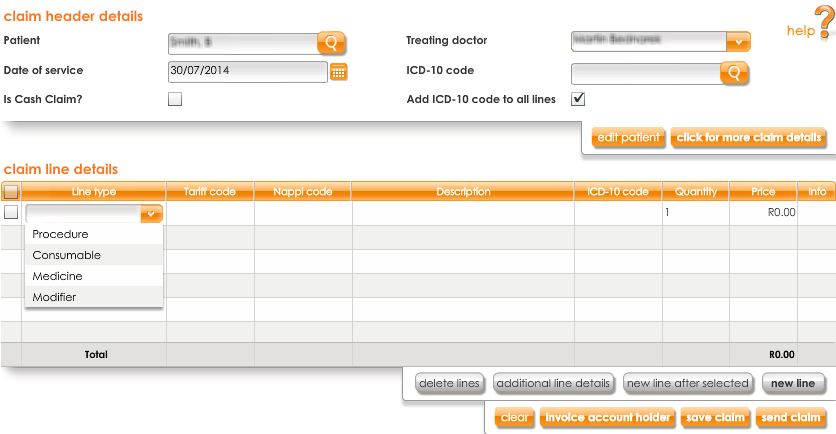 claim header details
help ?
Patient
Treating doctor
Date of service 30/07/2014 ICD-10 code
Is Cash Claim? Add ICD-10 code to all lines
edit patient click for more claim details
claim line details
Line type Tariff code Nappi code Description ICD-10 code Quantity Price Info
1 R0.00
Procedure
Consumable
Medicine
Modifier
Total R0.00
delete lines additional line details new line after selected new line
clear invoice account holder save claim send claim